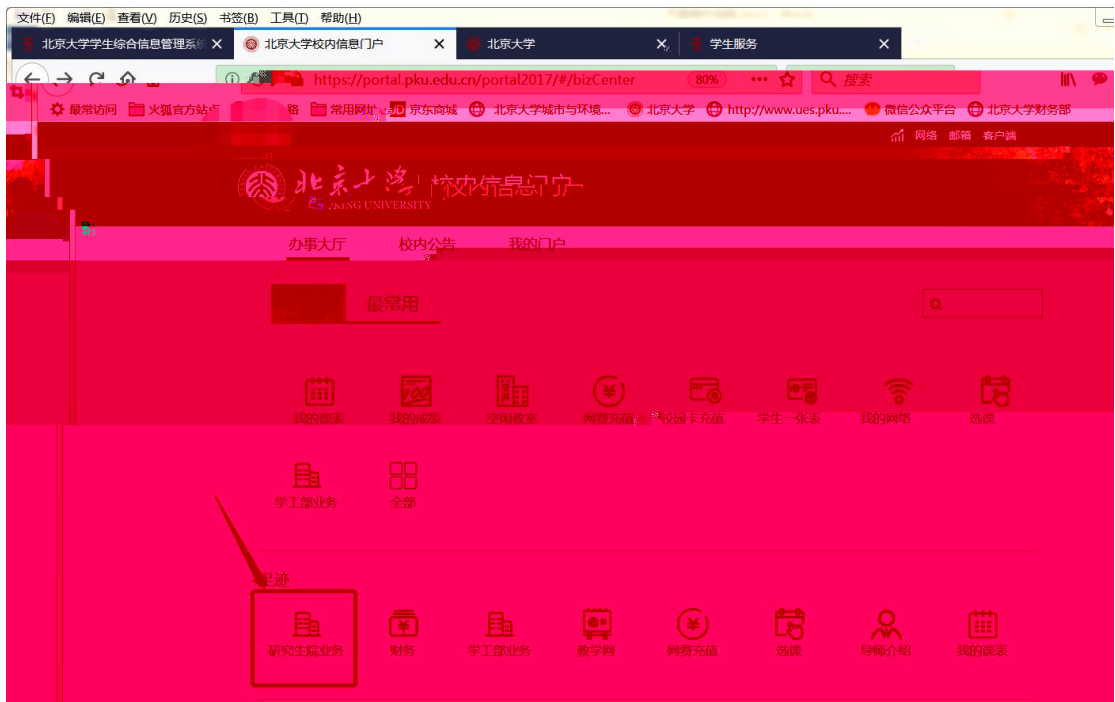 文件(F) 编辑(E) 查看(V) 历史(S) 书签(B) 工具(T) 帮助(H)
北京大学学生综合信息管理系统 北京大学校内信息门户 北京大学 学生服务
https://portal.pku.edu.cn/portal2017/#/bizCenter 80% 搜索
最常访问 火狐官方站点 路 常用网址 JD 京东商城 北京大学城市与环境... 北京大学 http://www.ues.pku.... 微信公众平台 北京大学财务部
网络 邮箱 客户端
北京大学 校内信息门户
PEKING UNIVERSITY
办事大厅 校内公告 我的门户
最常用
我的课表 我的成绩 空闲教室 网费充值 校园卡充值 学生一张表 我的网络 选课
学工部业务 全部
足迹
研究生院业务 财务 学工部业务 教学网 网费充值 选课 导师介绍 我的课表